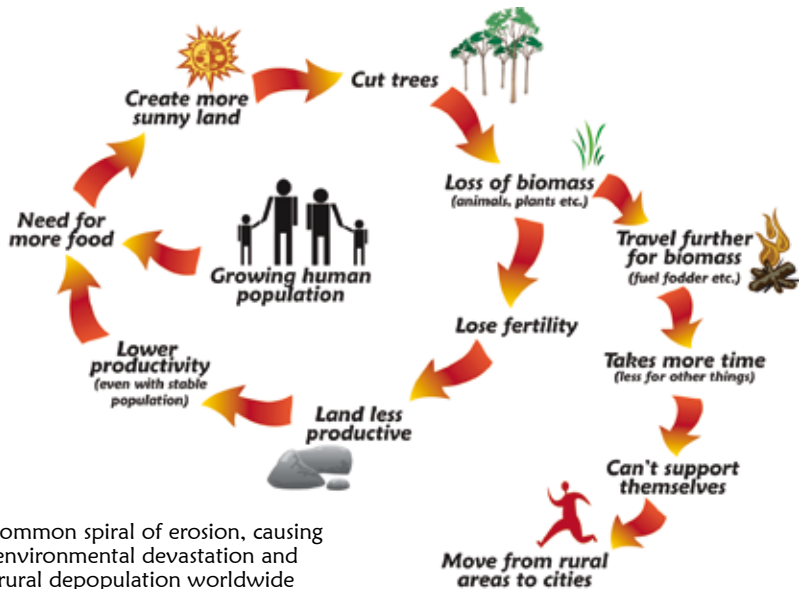 Create more
sunny land
Cut trees
Loss of biomass
(animals, plants etc.)
Travel further
for biomass
(fuel fodder etc.)
Takes more time
(less for other things)
Can't support
themselves
Move from rural
areas to cities
Lose fertility
Land less
productive
Lower
productivity
(even with stable
population)
Need for
more food
Growing human
population
ommon spiral of erosion, causing
environmental devastation and
rural depopulation worldwide